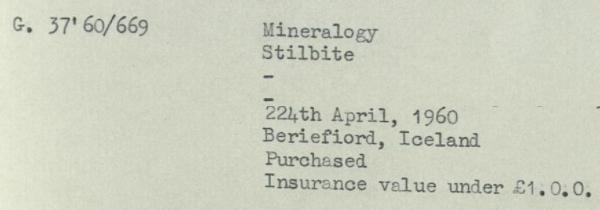 G. 37'60/669
Mineralogy
Stilbite
-
-
224th April, 1960
Beriefiord, Iceland
Purchased
Insurance value under £1.0.0.